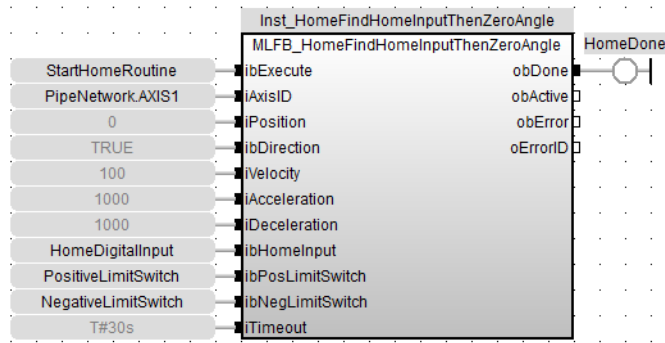 Inst_HomeFindHomeInputThenZeroAngle
MLFB_HomeFindHomeInputThenZeroAngle HomeDone
StartHomeRoutine ibExecute obDone
PipeNetwork.AXIS1 iAxisID obActive
0 iPosition obError
TRUE ibDirection oErrorID
100 iVelocity
1000 iAcceleration
1000 iDeceleration
HomeDigitalInput ibHomeInput
PositiveLimitSwitch ibPosLimitSwitch
NegativeLimitSwitch ibNegLimitSwitch
T#30s iTimeout